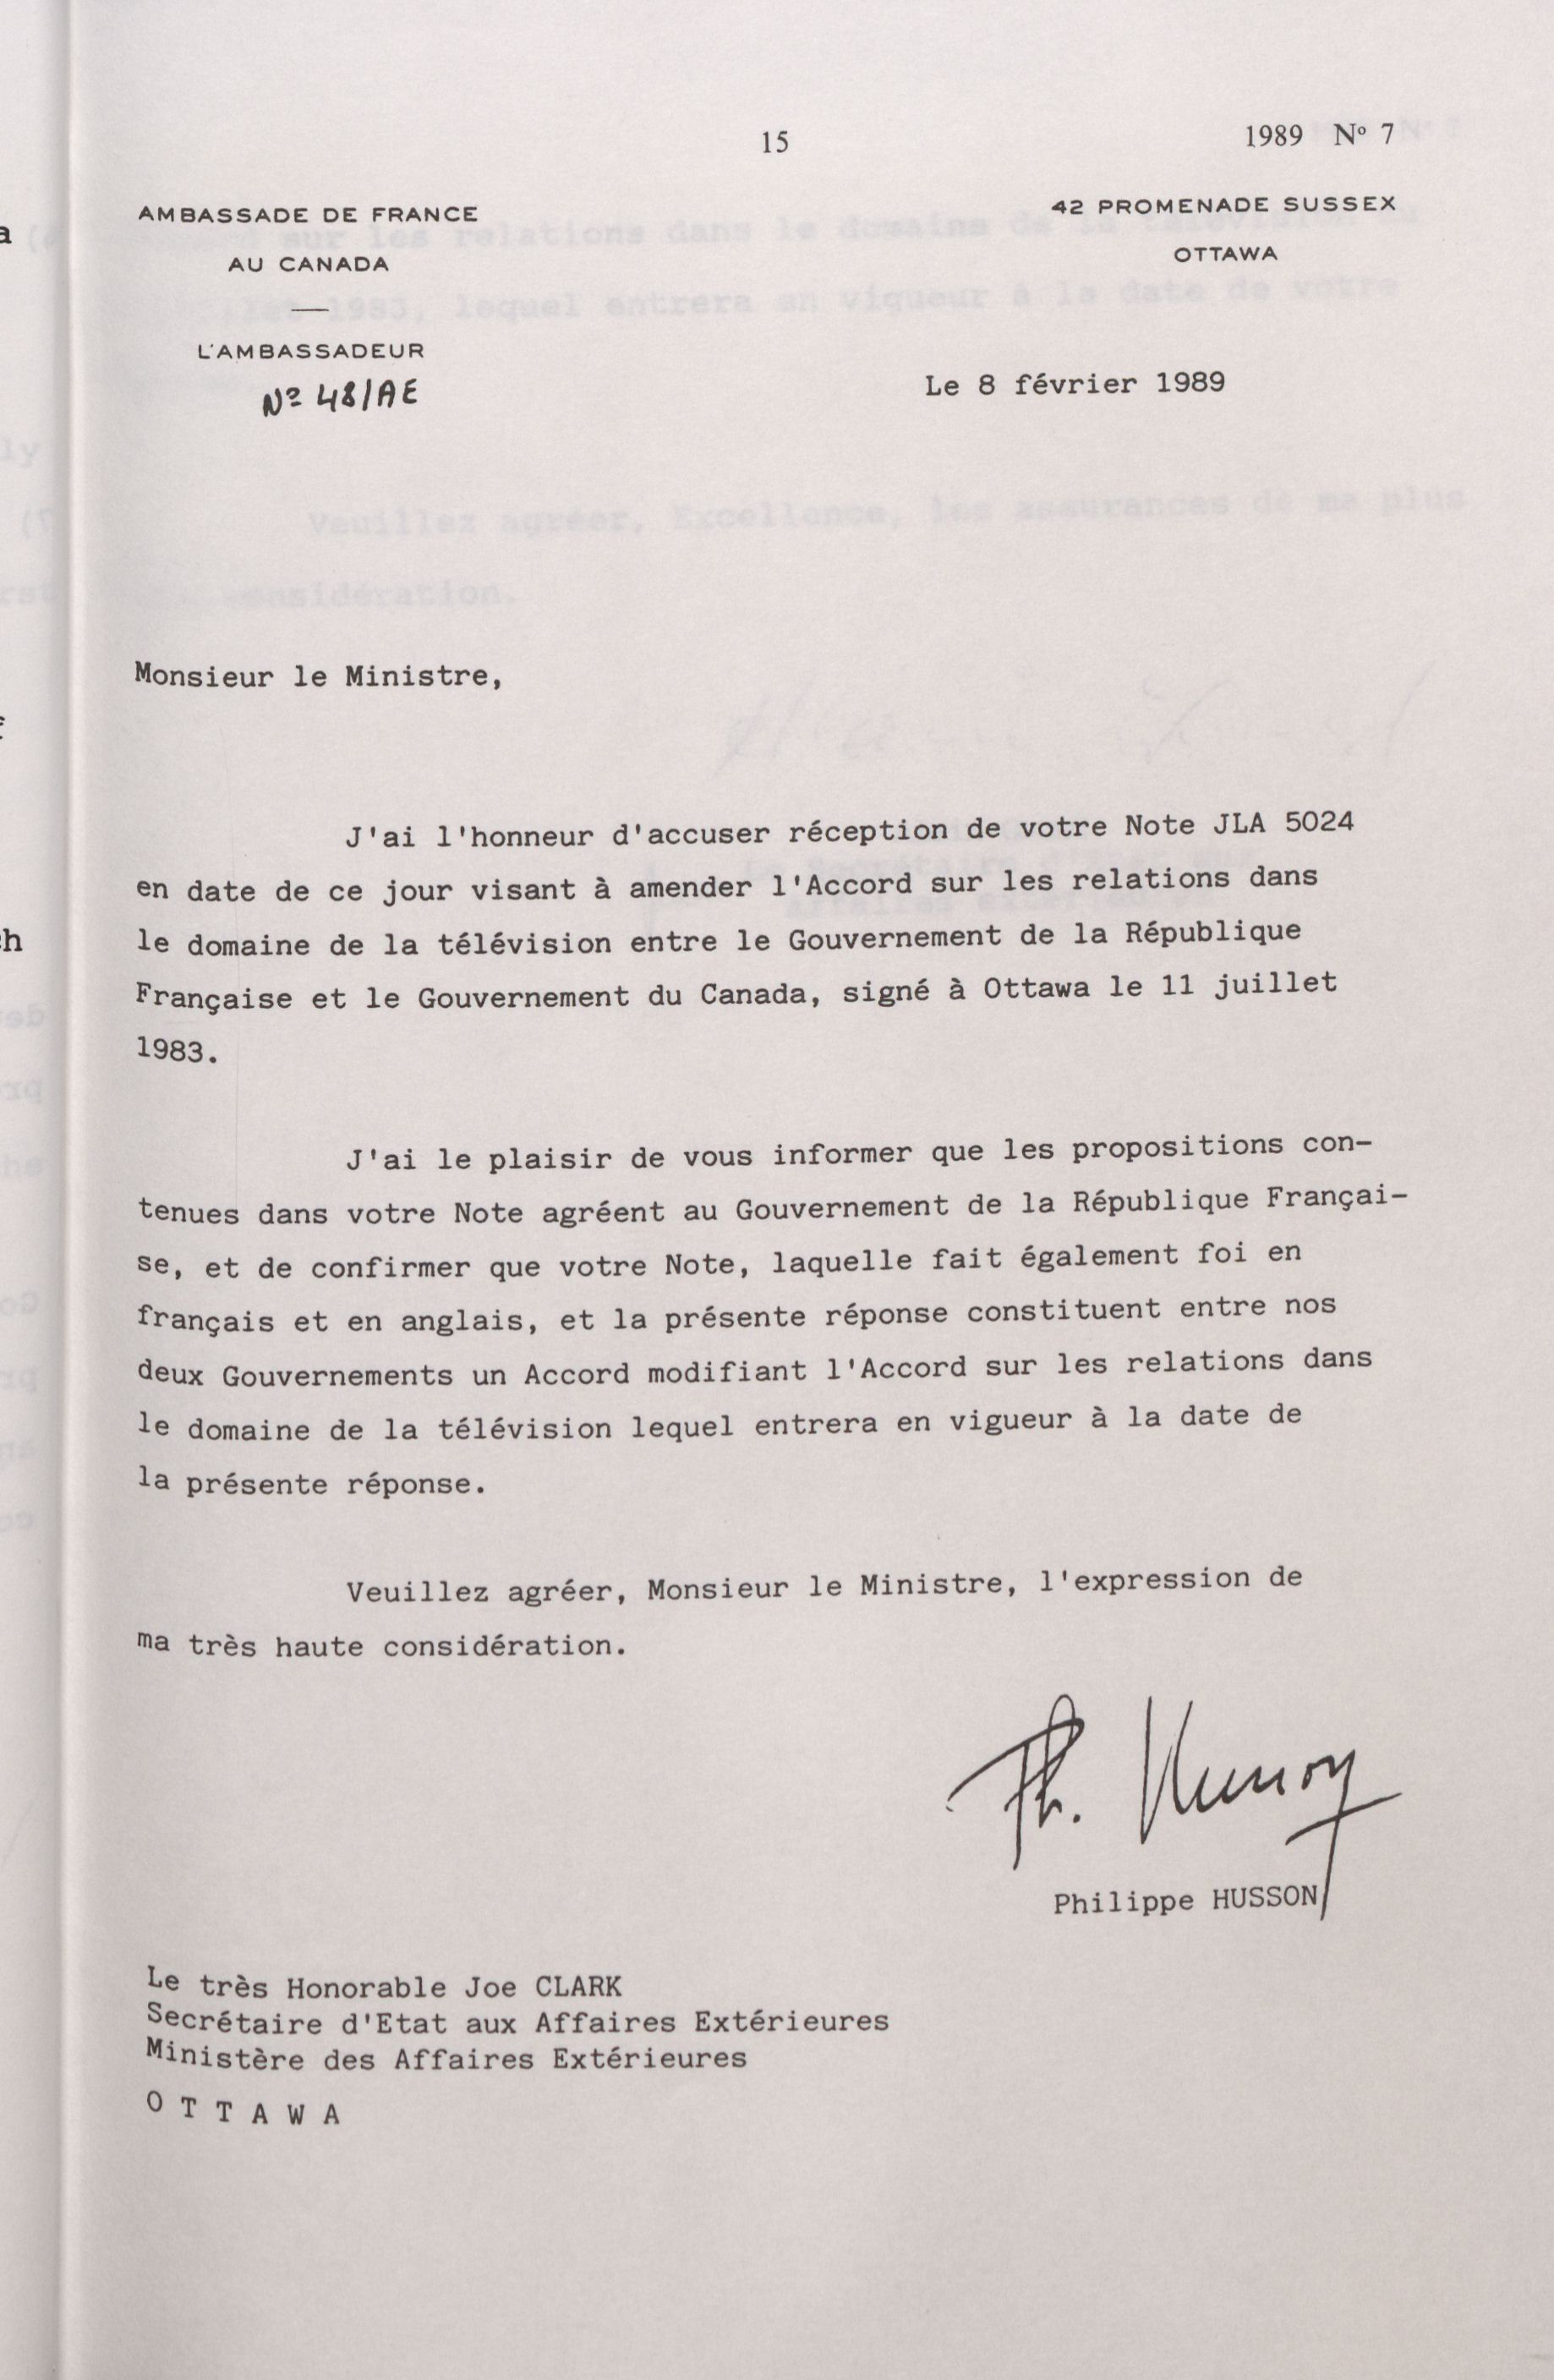 15
1989 Nº 7
AMBASSADE DE FRANCE
AU CANADA
L'AMBASSADEUR
Nº 48/AE
42 PROMENADE SUSSEX
OTTAWA
Le 8 février 1989
Monsieur le Ministre,
J'ai l'honneur d'accuser réception de votre Note JLA 5024
en date de ce jour visant à amender l'Accord sur les relations dans
le domaine de la télévision entre le Gouvernement de la République
Française et le Gouvernement du Canada, signé à Ottawa le 11 juillet
1983.
J'ai le plaisir de vous informer que les propositions con-
tenues dans votre Note agréent au Gouvernement de la République Françai-
se, et de confirmer que votre Note, laquelle fait également foi en
français et en anglais, et la présente réponse constituent entre nos
deux Gouvernements un Accord modifiant l'Accord sur les relations dans
le domaine de la télévision lequel entrera en vigueur à la date de
la présente réponse.
Veuillez agréer, Monsieur le Ministre, l'expression de
ma très haute considération.
Ph. Husson
Philippe HUSSON
Le très Honorable Joe CLARK
Secrétaire d'Etat aux Affaires Extérieures
Ministère des Affaires Extérieures
O T T A W A